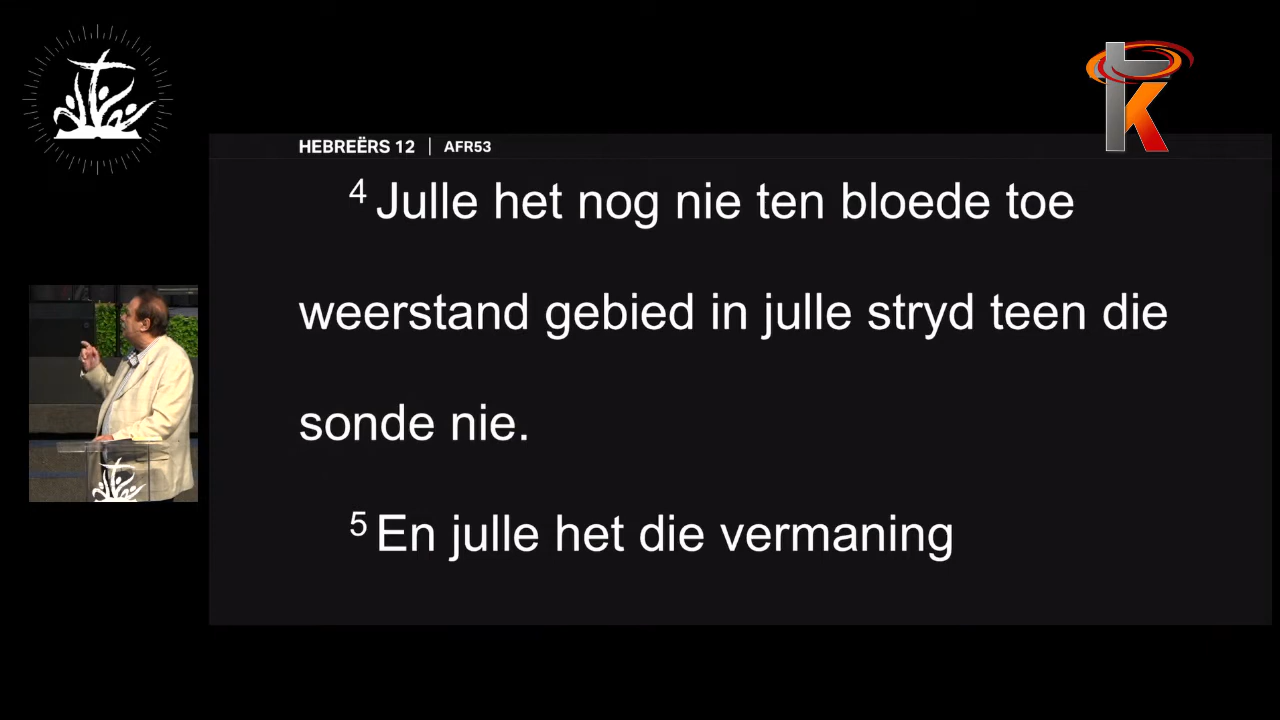 HEBREËRS 12 | AFR53
4 Julle het nog nie ten bloede toe
weerstand gebied in julle stryd teen die
sonde nie.
5 En julle het die vermaning
tk